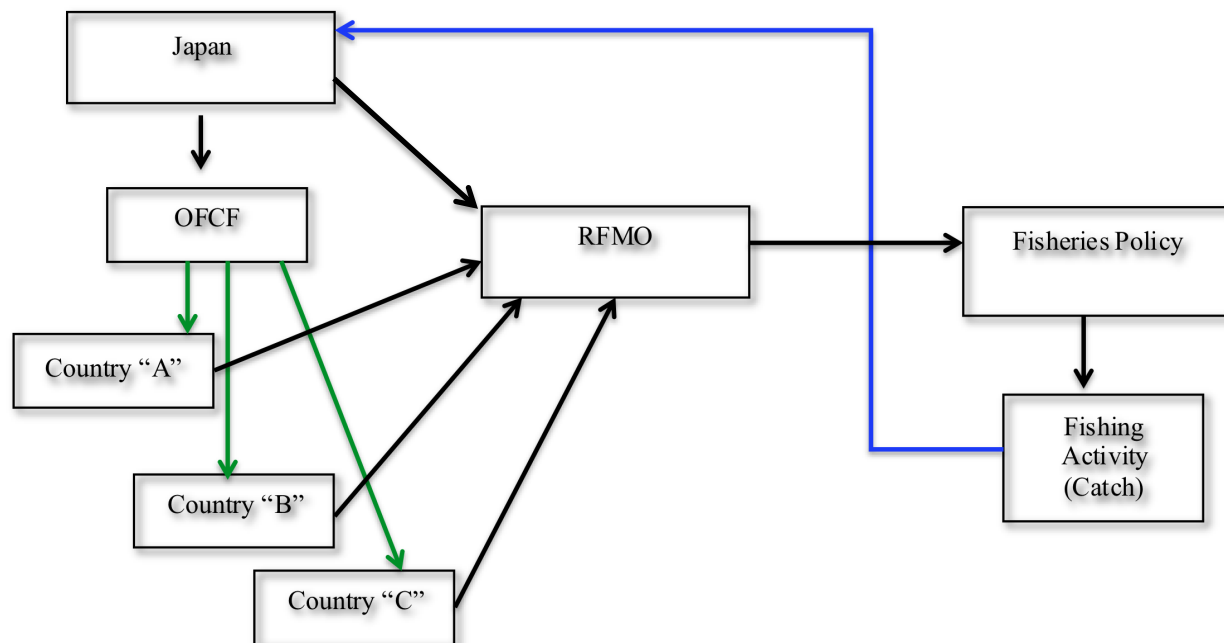 Japan
OFCF
RFMO
Fisheries Policy
Country “A”
Fishing
Activity
(Catch)
Country “B”
Country “C”